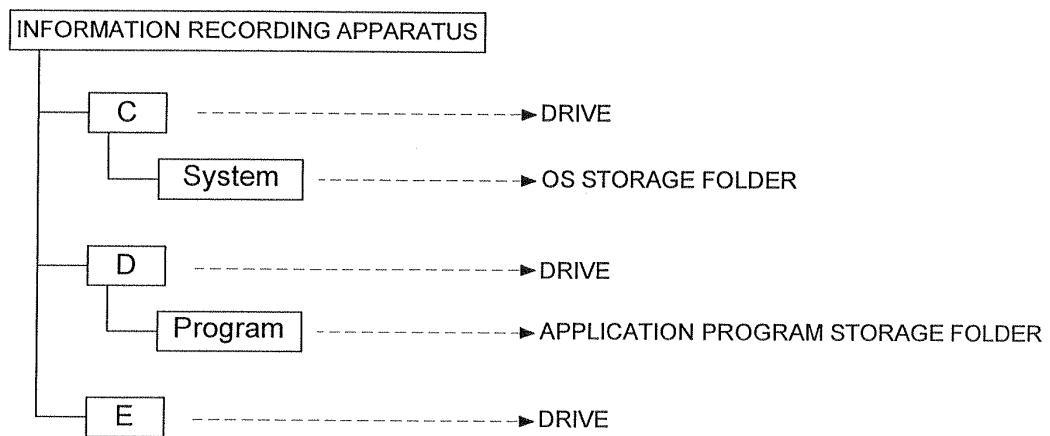 INFORMATION RECORDING APPARATUS
C DRIVE
System OS STORAGE FOLDER
D DRIVE
Program APPLICATION PROGRAM STORAGE FOLDER
E DRIVE